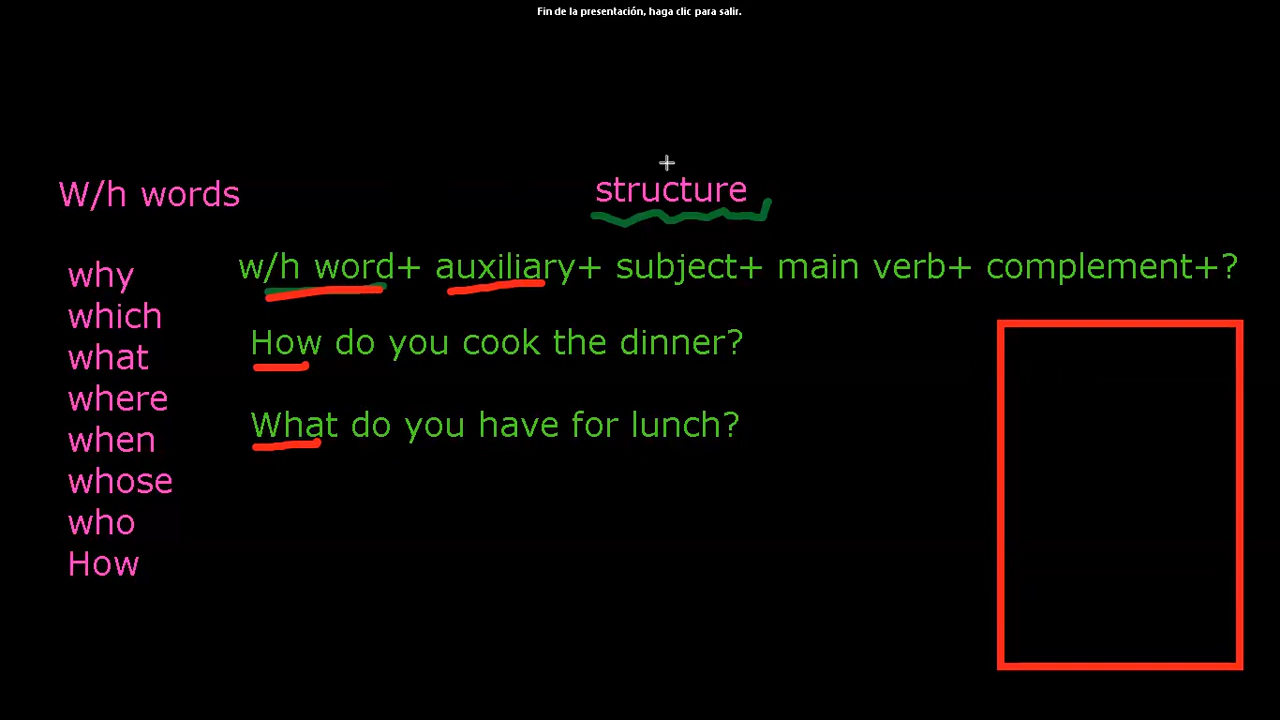 Fin de la presentación, haga clic para salir.
W/h words
structure
why
which
what
where
when
whose
who
How
w/h word+ auxiliary+ subject+ main verb+ complement+?
How do you cook the dinner?
What do you have for lunch?